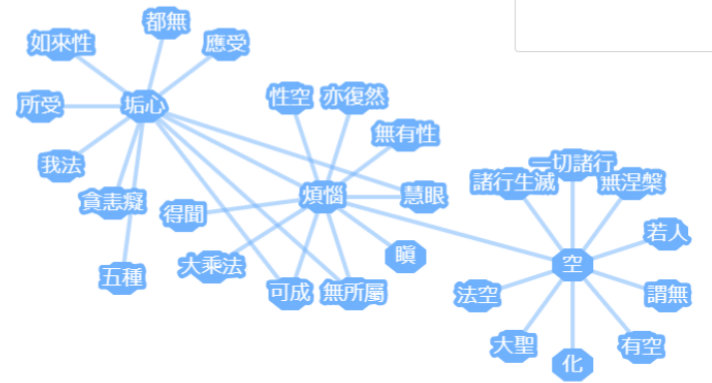 都無
如來性
應受
所受
垢心
性空
亦復然
無有性
我法
一切諸行
諸行生滅
無涅槃
貪恚癡
得聞
煩惱
慧眼
若人
瞋
空
大乘法
五種
可成
無所屬
法空
謂無
大聖
有空
化